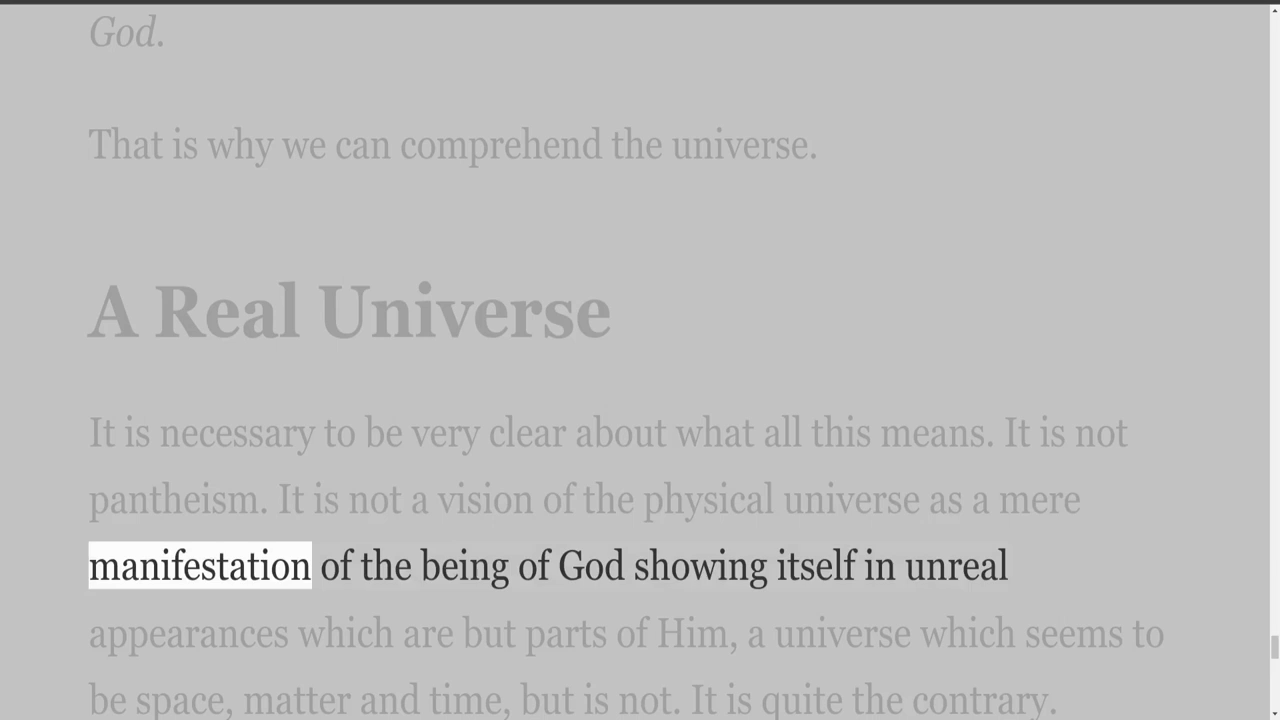 God.
That is why we can comprehend the universe.
A Real Universe
It is necessary to be very clear about what all this means. It is not
pantheism. It is not a vision of the physical universe as a mere
manifestation of the being of God showing itself in unreal
appearances which are but parts of Him, a universe which seems to
be space, matter and time, but is not. It is quite the contrary.